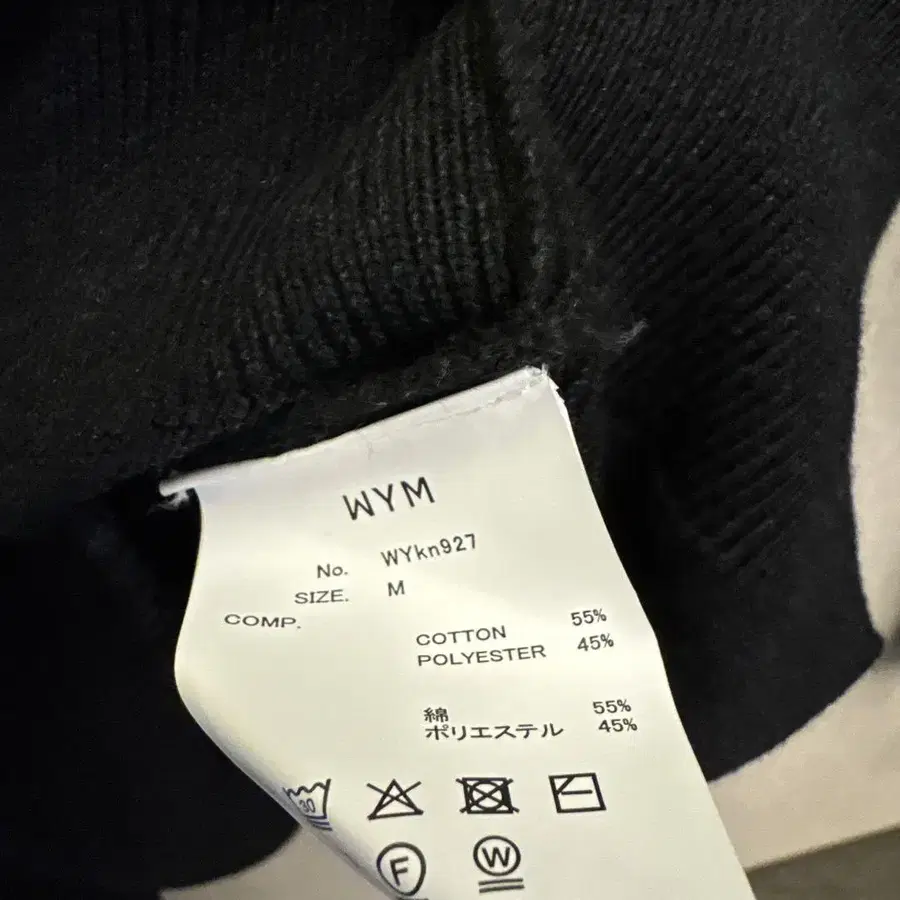 WYM
No. WYkn927
SIZE. M
COMP.
COTTON 55%
POLYESTER 45%
綿 55%
ポリエステル 45%
30
F W